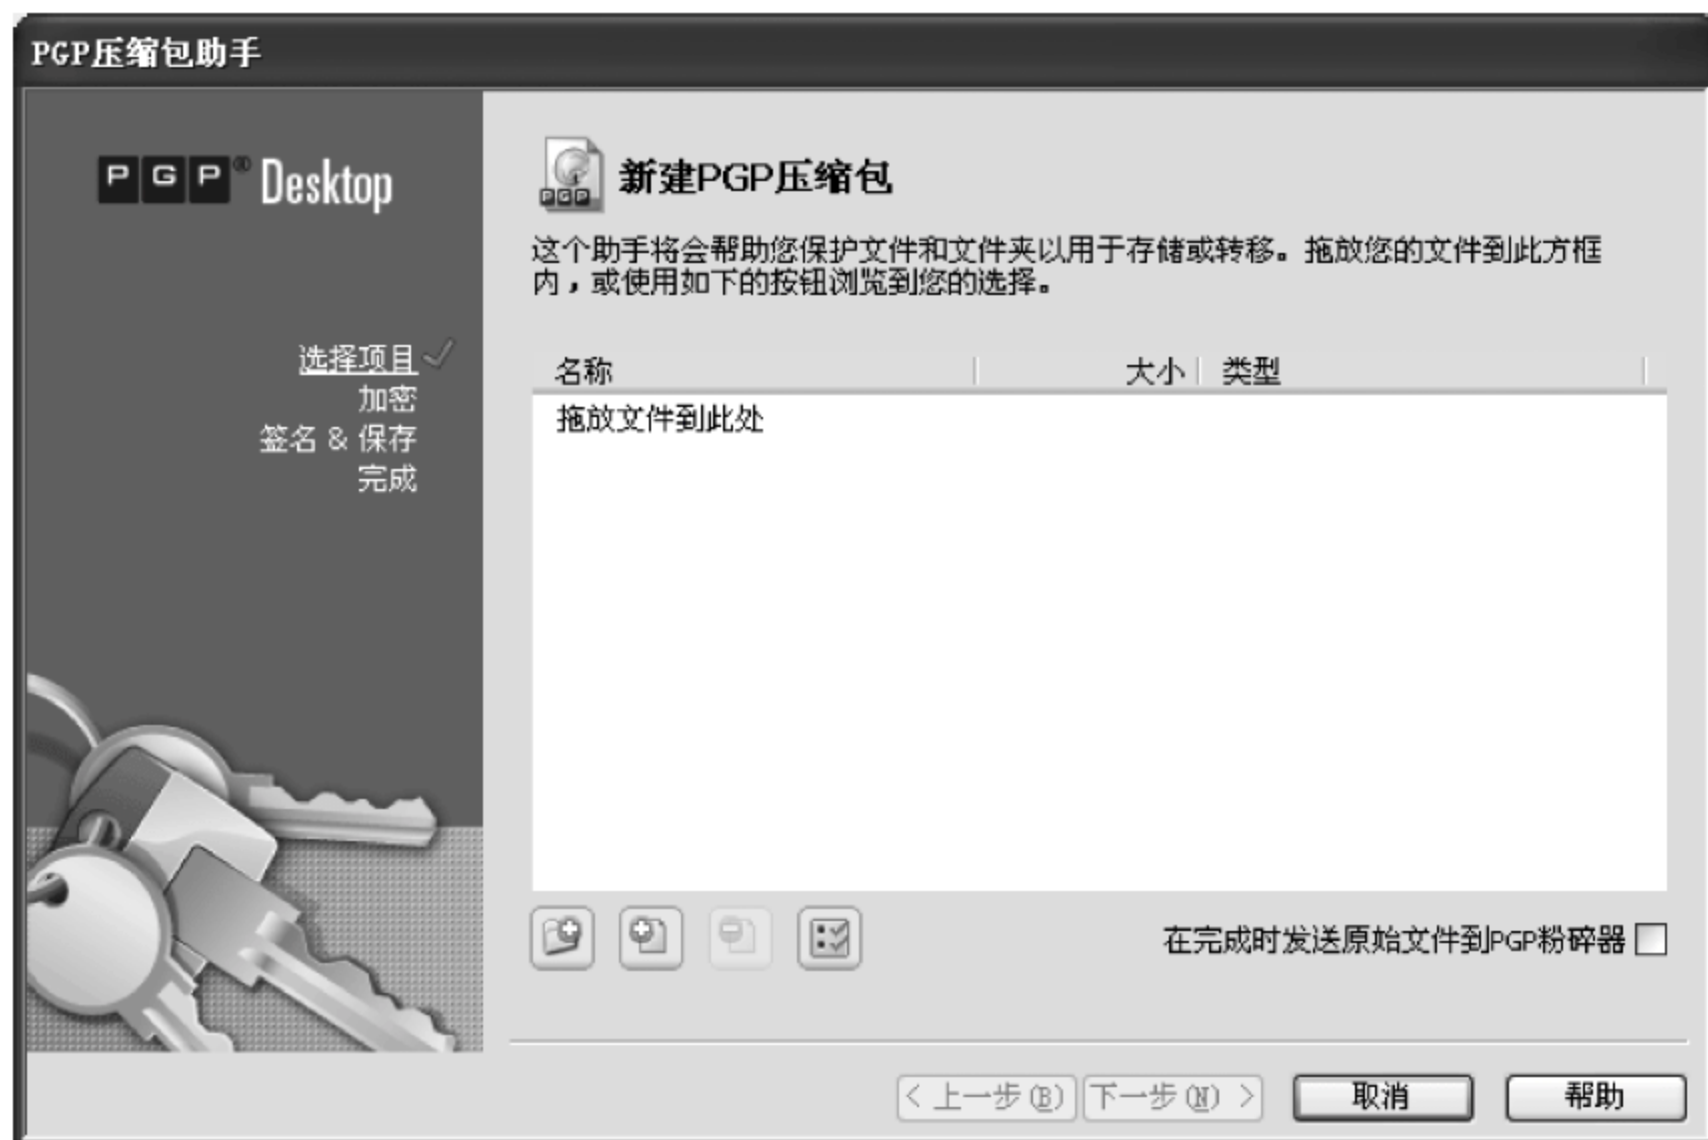 PGP压缩包助手
PGP® Desktop
选择项目
加密
签名 & 保存
完成
新建PGP压缩包
这个助手将会帮助您保护文件和文件夹以用于存储或转移。拖放您的文件到此方框
内，或使用如下的按钮浏览到您的选择。
名称 大小 类型
拖放文件到此处
在完成时发送原始文件到PGP粉碎器
< 上一步(B) 下一步(N) > 取消 帮助